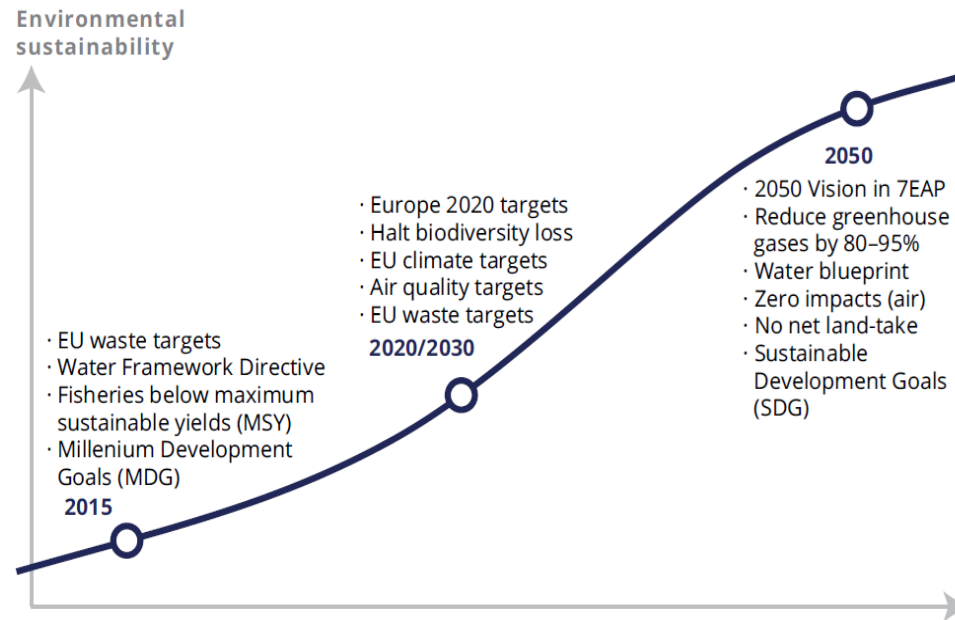 Environmental
sustainability
· EU waste targets
· Water Framework Directive
· Fisheries below maximum
sustainable yields (MSY)
· Millenium Development
Goals (MDG)
2015
· Europe 2020 targets
· Halt biodiversity loss
· EU climate targets
· Air quality targets
· EU waste targets
2020/2030
2050
· 2050 Vision in 7EAP
· Reduce greenhouse
gases by 80–95%
· Water blueprint
· Zero impacts (air)
· No net land-take
· Sustainable
Development Goals
(SDG)